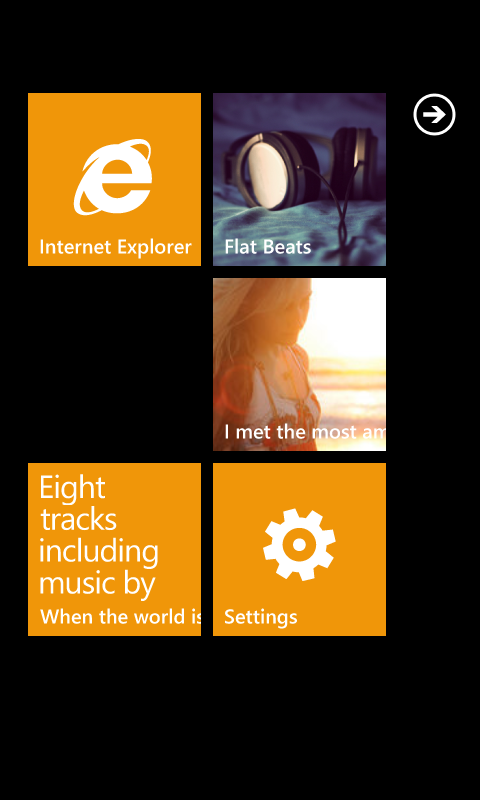 Internet Explorer
Flat Beats
I met the most am
Eight
tracks
including
music by
When the world is
Settings